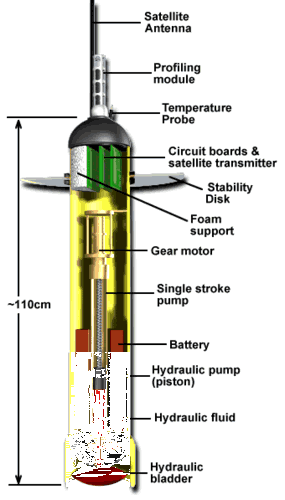 Satellite
Antenna
Profiling
module
Temperature
Probe
Circuit boards &
satellite transmitter
Stability
Disk
Foam
support
Gear motor
~110cm
Single stroke
pump
Battery
Hydraulic pump
(piston)
Hydraulic fluid
Hydraulic
bladder